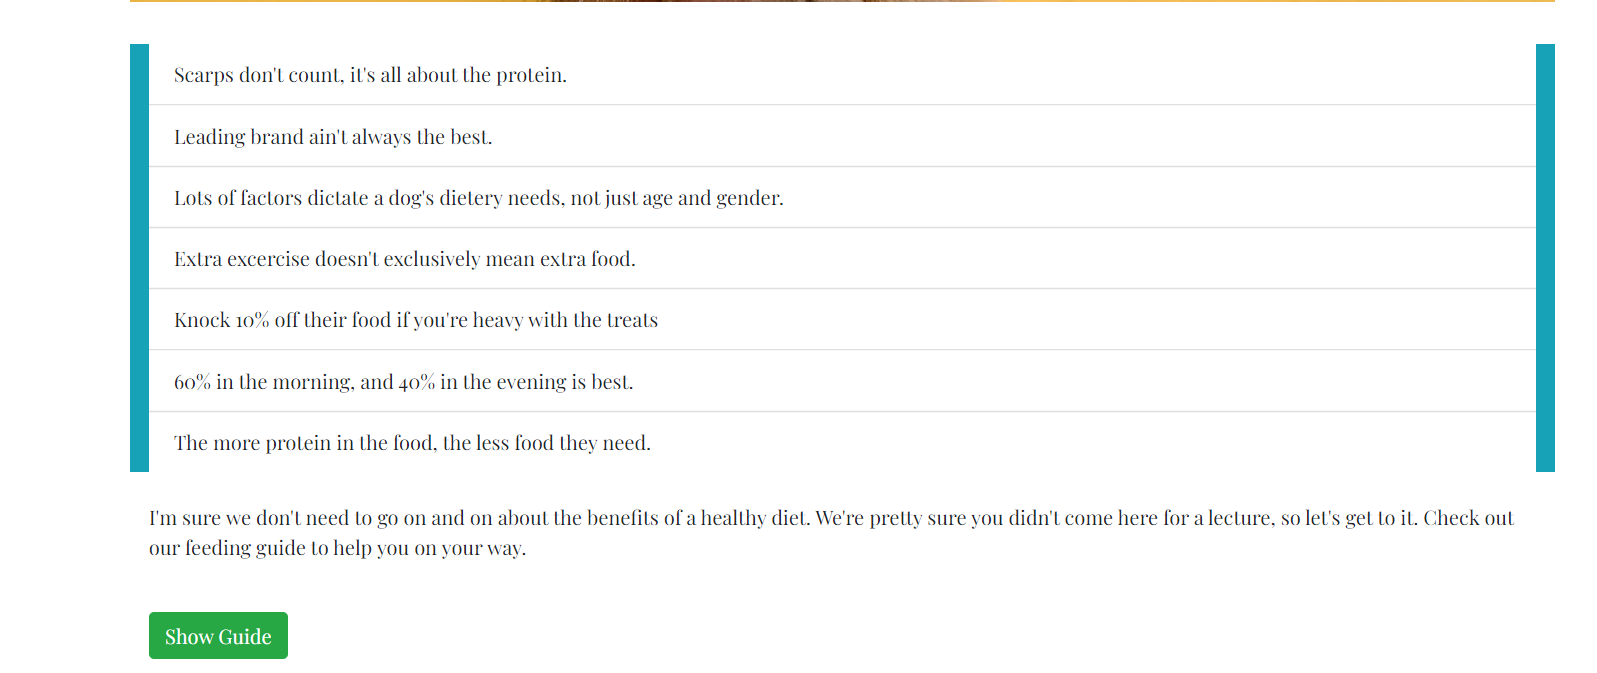 Scarps don't count, it's all about the protein.
Leading brand ain't always the best.
Lots of factors dictate a dog's dietery needs, not just age and gender.
Extra excercise doesn't exclusively mean extra food.
Knock 10% off their food if you're heavy with the treats
60% in the morning, and 40% in the evening is best.
The more protein in the food, the less food they need.
I'm sure we don't need to go on and on about the benefits of a healthy diet. We're pretty sure you didn't come here for a lecture, so let's get to it. Check out
our feeding guide to help you on your way.
Show Guide